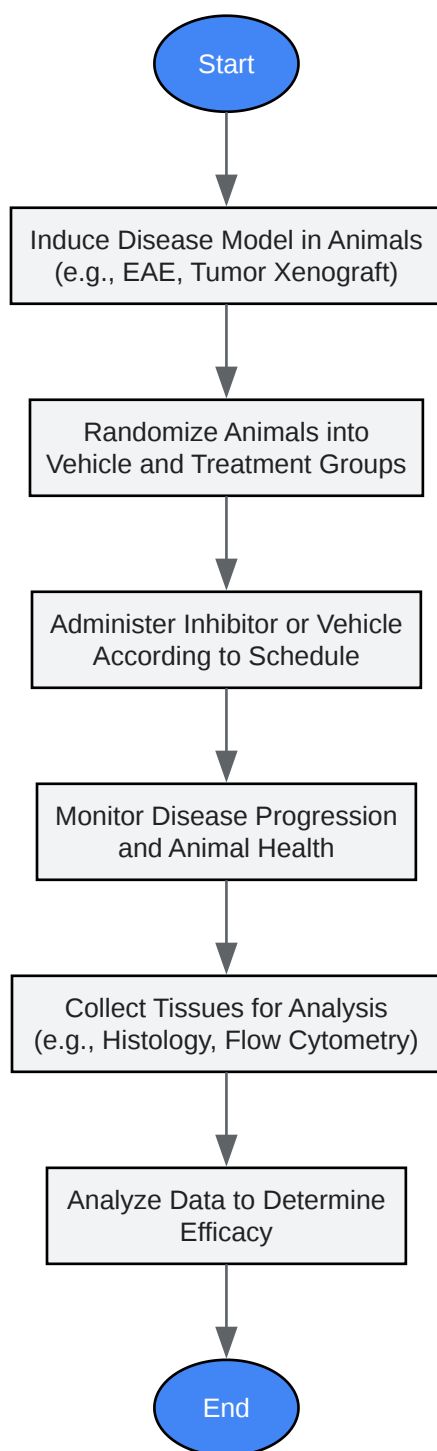 Start
Induce Disease Model in Animals
(e.g., EAE, Tumor Xenograft)
Randomize Animals into
Vehicle and Treatment Groups
Administer Inhibitor or Vehicle
According to Schedule
Monitor Disease Progression
and Animal Health
Collect Tissues for Analysis
(e.g., Histology, Flow Cytometry)
Analyze Data to Determine
Efficacy
End